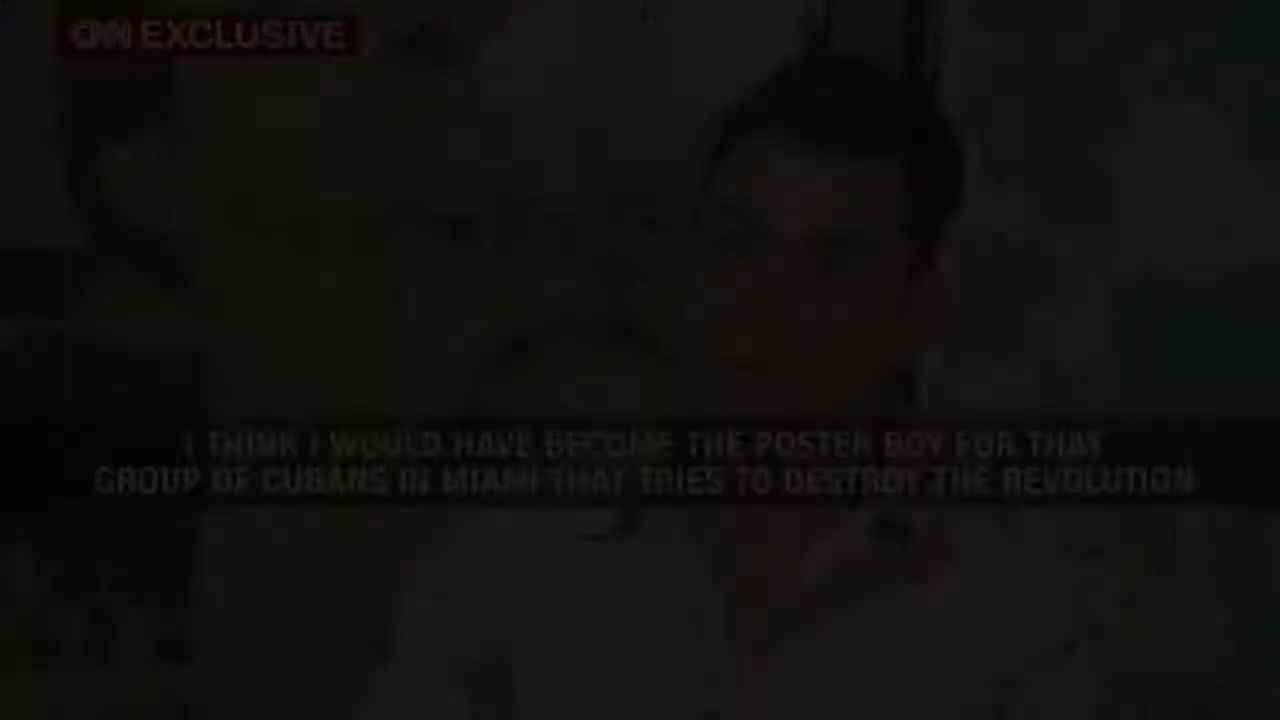 CNN EXCLUSIVE
I THINK I WOULD HAVE BECOME THE POSTER BOY FOR THAT
GROUP OF CUBANS IN MIAMI THAT TRIES TO DESTROY THE REVOLUTION